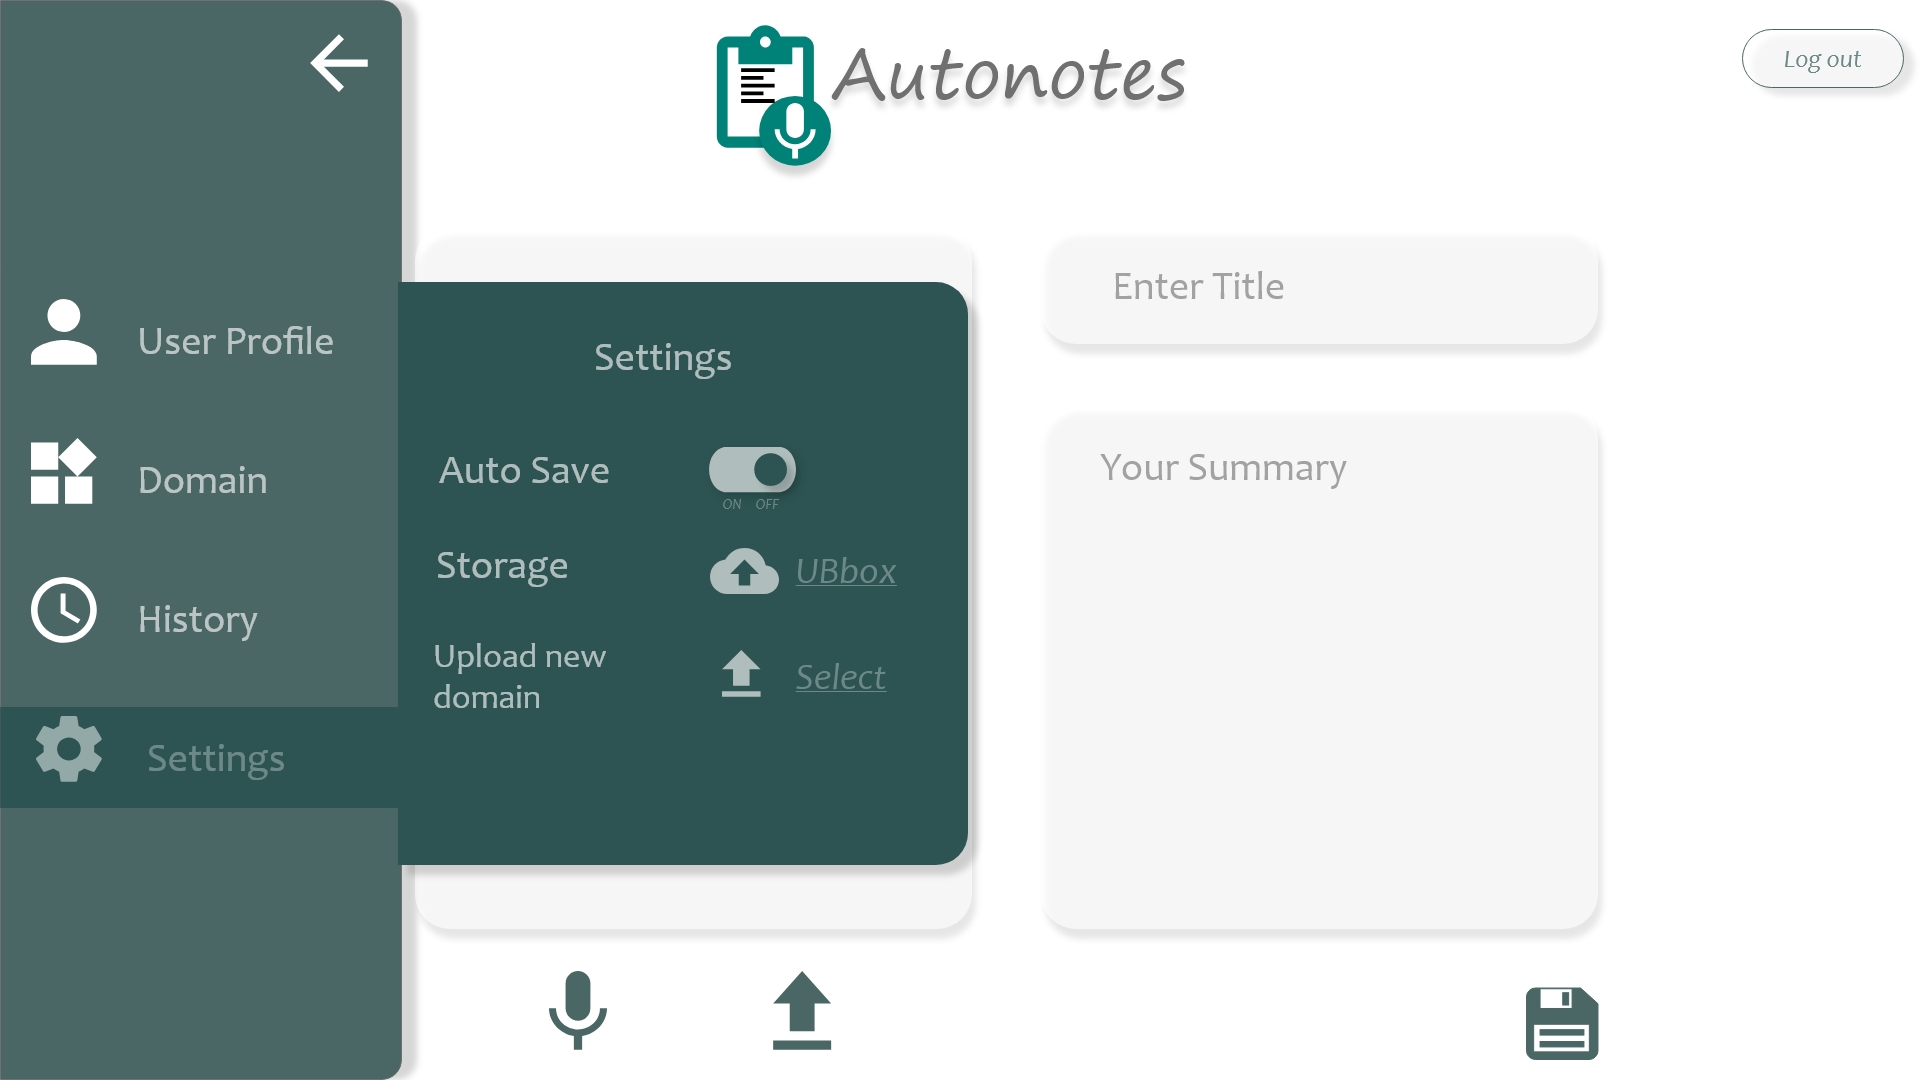 Autonotes
Log out
User Profile
Domain
History
Settings
Settings
Auto Save
ON OFF
Storage
UBbox
Upload new
domain
Select
Enter Title
Your Summary